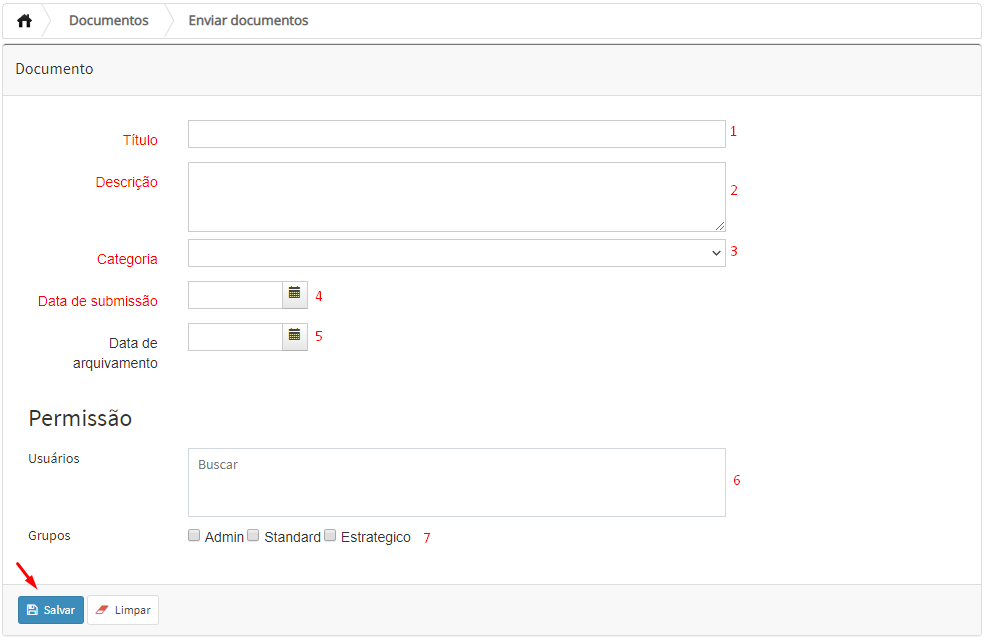 Documentos Enviar documentos
Documento
Título 1
Descrição 2
Categoria 3
Data de submissão 4
Data de 5
arquivamento
Permissão
Usuários Buscar 6
Grupos Admin Standard Estrategico 7
Salvar Limpar